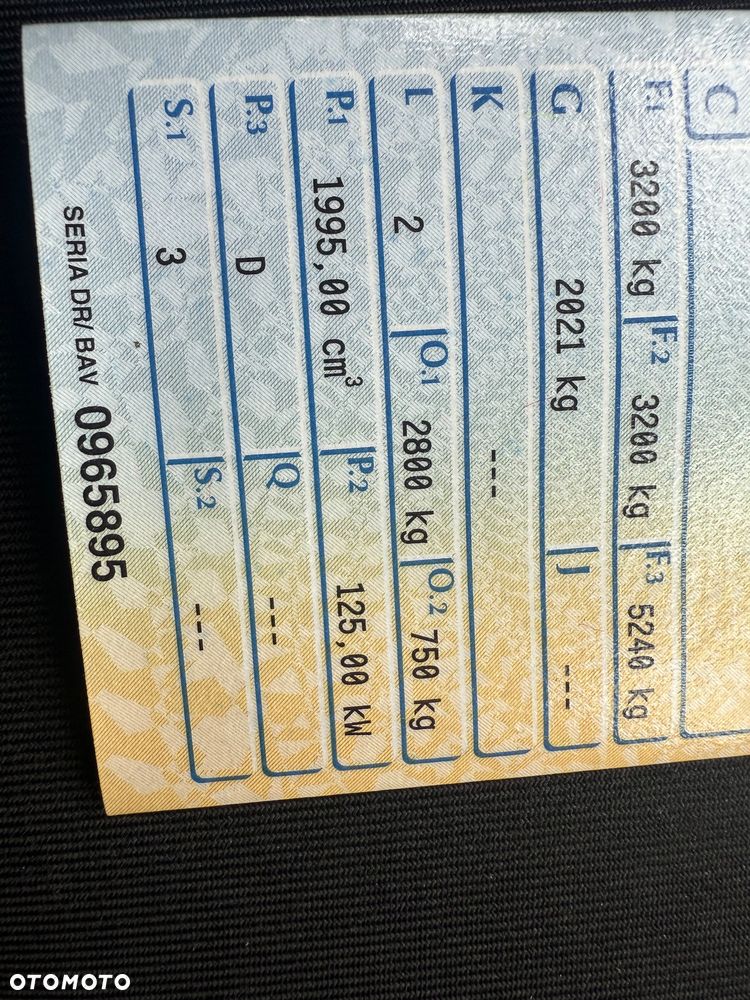 C
F.1 3200 kg F.2 3200 kg F.3 5240 kg
G 2021 kg J ---
K ---
L 2 O.1 2800 kg O.2 750 kg
P.1 1995,00 cm³ P.2 125,00 kW
P.3 D Q ---
S.1 3 S.2 ---
SERIA DR/ BAV 0965895
OTOMOTO